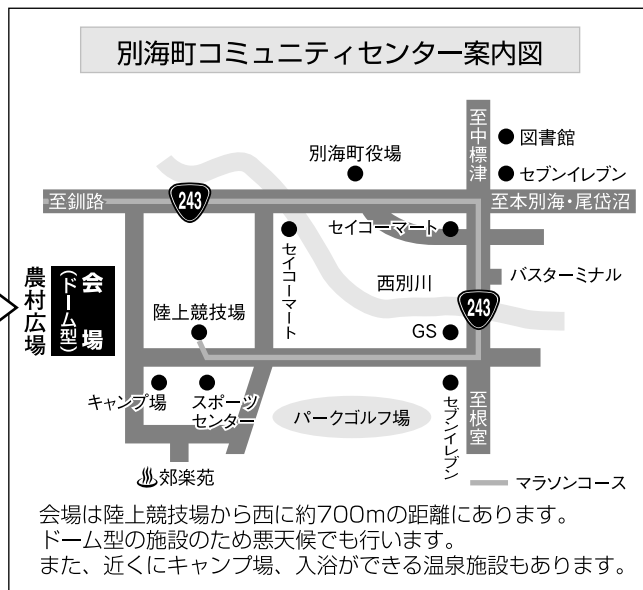 別海町コミュニティセンター案内図
至中標津
図書館
別海町役場
セブンイレブン
至釧路
243
至本別海・尾岱沼
セイコーマート
セイコーマート
農村広場
会場
(ドーム型)
西別川
バスターミナル
243
陸上競技場
GS
キャンプ場
スポーツ
センター
パークゴルフ場
セブンイレブン
至根室
郊楽苑
マラソンコース
会場は陸上競技場から西に約700mの距離にあります。
ドーム型の施設のため悪天候でも行います。
また、近くにキャンプ場、入浴ができる温泉施設もあります。